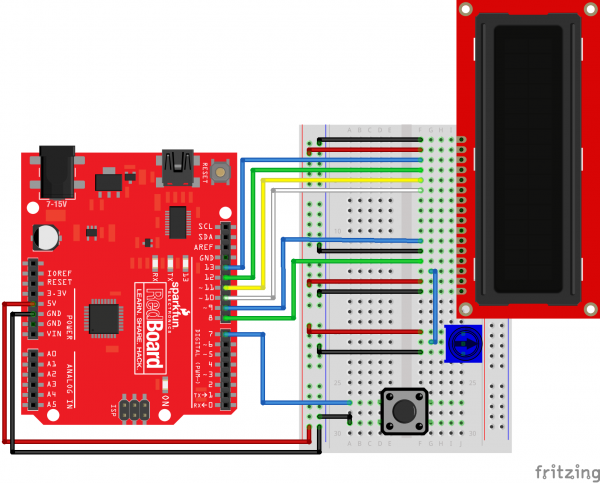 7-15V
RESET
SCL
SDA
AREF
GND
13
12
~11
~10
~9
8
7
~6
~5
4
~3
2
TX→1
RX←0
DIGITAL (PWM~)
IOREF
RESET
3.3V
5V
GND
GND
VIN
POWER
A0
A1
A2
A3
A4
A5
ANALOG IN
RX
TX
13
sparkfun
ELECTRONICS
RedBoard
LEARN. SHARE. HACK
ISP
ON
A B C D E
F G H I J
fritzing